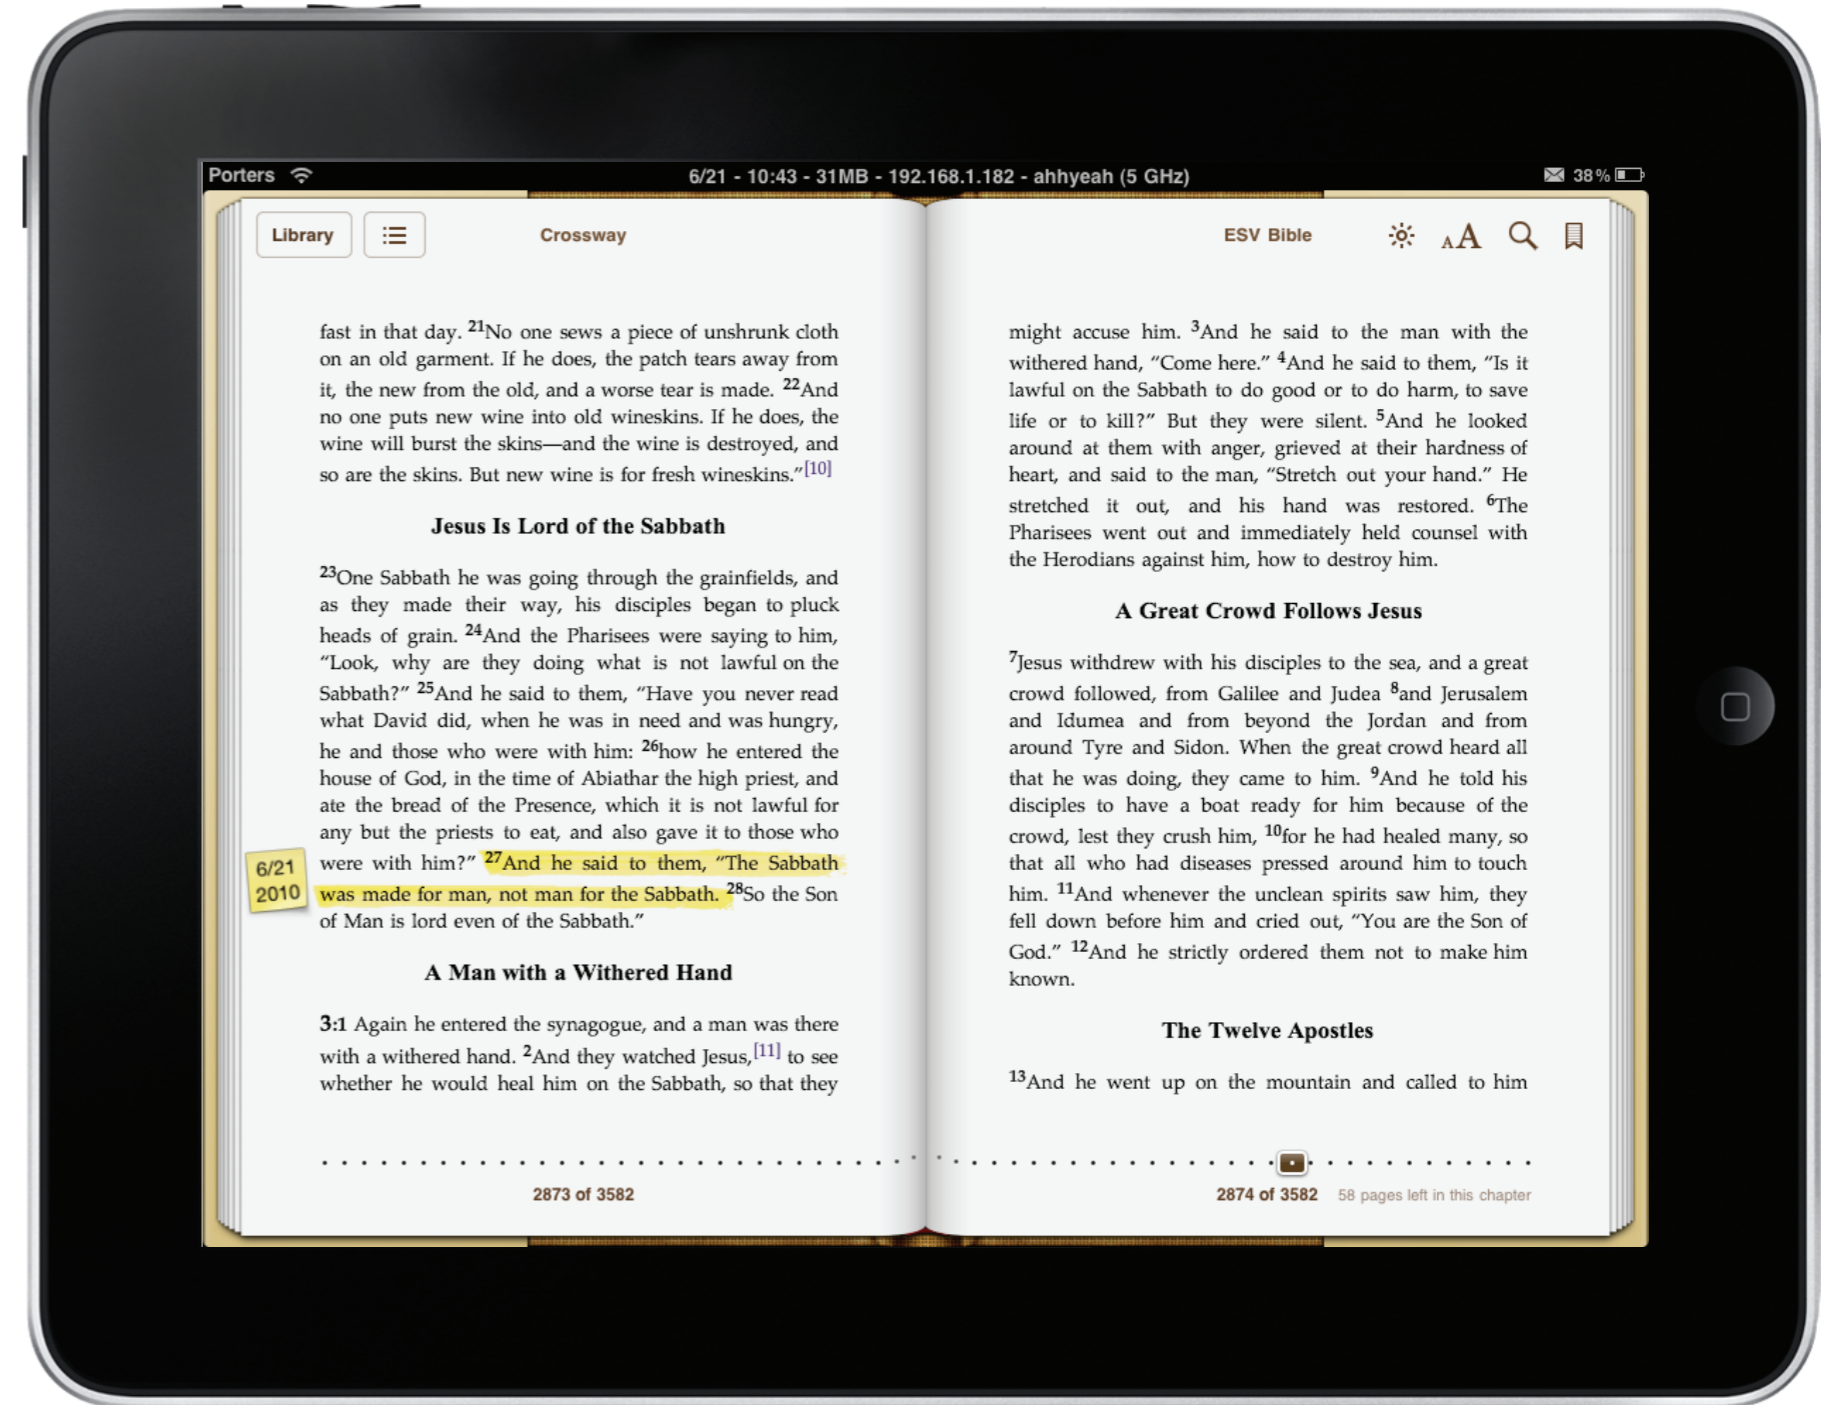 Porters
6/21 - 10:43 - 31MB - 192.168.1.182 - ahhyeah (5 GHz)
38%
Library
Crossway
ESV Bible
AA
fast in that day. 21No one sews a piece of unshrunk cloth
on an old garment. If he does, the patch tears away from
it, the new from the old, and a worse tear is made. 22And
no one puts new wine into old wineskins. If he does, the
wine will burst the skins—and the wine is destroyed, and
so are the skins. But new wine is for fresh wineskins.”[10]
Jesus Is Lord of the Sabbath
23One Sabbath he was going through the grainfields, and
as they made their way, his disciples began to pluck
heads of grain. 24And the Pharisees were saying to him,
“Look, why are they doing what is not lawful on the
Sabbath?” 25And he said to them, “Have you never read
what David did, when he was in need and was hungry,
he and those who were with him: 26how he entered the
house of God, in the time of Abiathar the high priest, and
ate the bread of the Presence, which it is not lawful for
any but the priests to eat, and also gave it to those who
were with him?” 27And he said to them, “The Sabbath
was made for man, not man for the Sabbath. 28So the Son
of Man is lord even of the Sabbath.”
6/21
2010
A Man with a Withered Hand
3:1 Again he entered the synagogue, and a man was there
with a withered hand. 2And they watched Jesus,[11] to see
whether he would heal him on the Sabbath, so that they
2873 of 3582
might accuse him. 3And he said to the man with the
withered hand, “Come here.” 4And he said to them, “Is it
lawful on the Sabbath to do good or to do harm, to save
life or to kill?” But they were silent. 5And he looked
around at them with anger, grieved at their hardness of
heart, and said to the man, “Stretch out your hand.” He
stretched it out, and his hand was restored. 6The
Pharisees went out and immediately held counsel with
the Herodians against him, how to destroy him.
A Great Crowd Follows Jesus
7Jesus withdrew with his disciples to the sea, and a great
crowd followed, from Galilee and Judea 8and Jerusalem
and Idumea and from beyond the Jordan and from
around Tyre and Sidon. When the great crowd heard all
that he was doing, they came to him. 9And he told his
disciples to have a boat ready for him because of the
crowd, lest they crush him, 10for he had healed many, so
that all who had diseases pressed around him to touch
him. 11And whenever the unclean spirits saw him, they
fell down before him and cried out, “You are the Son of
God.” 12And he strictly ordered them not to make him
known.
The Twelve Apostles
13And he went up on the mountain and called to him
2874 of 3582
58 pages left in this chapter